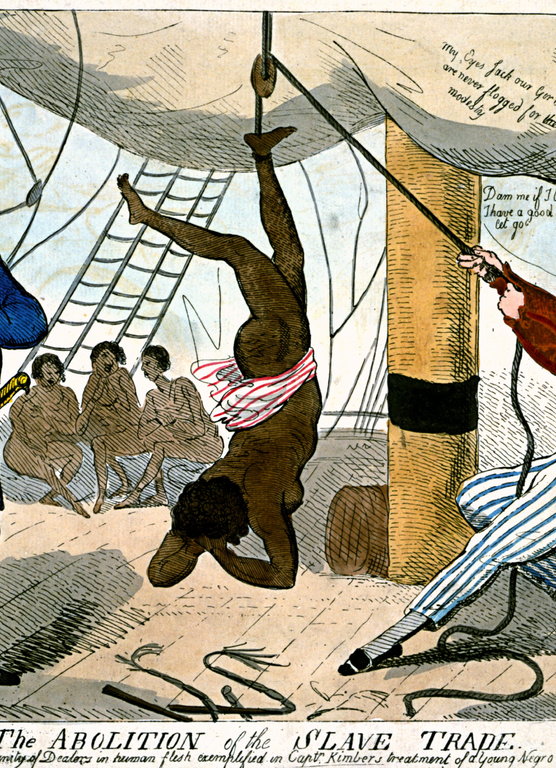 My Eyes Jack our Ger
are never flogged for
modesty
Dam me if I
I have a good
let go
The ABOLITION of the SLAVE TRADE.
of Dealers in human flesh exemplified in Captn. Kimbers treatment of a Young Negro